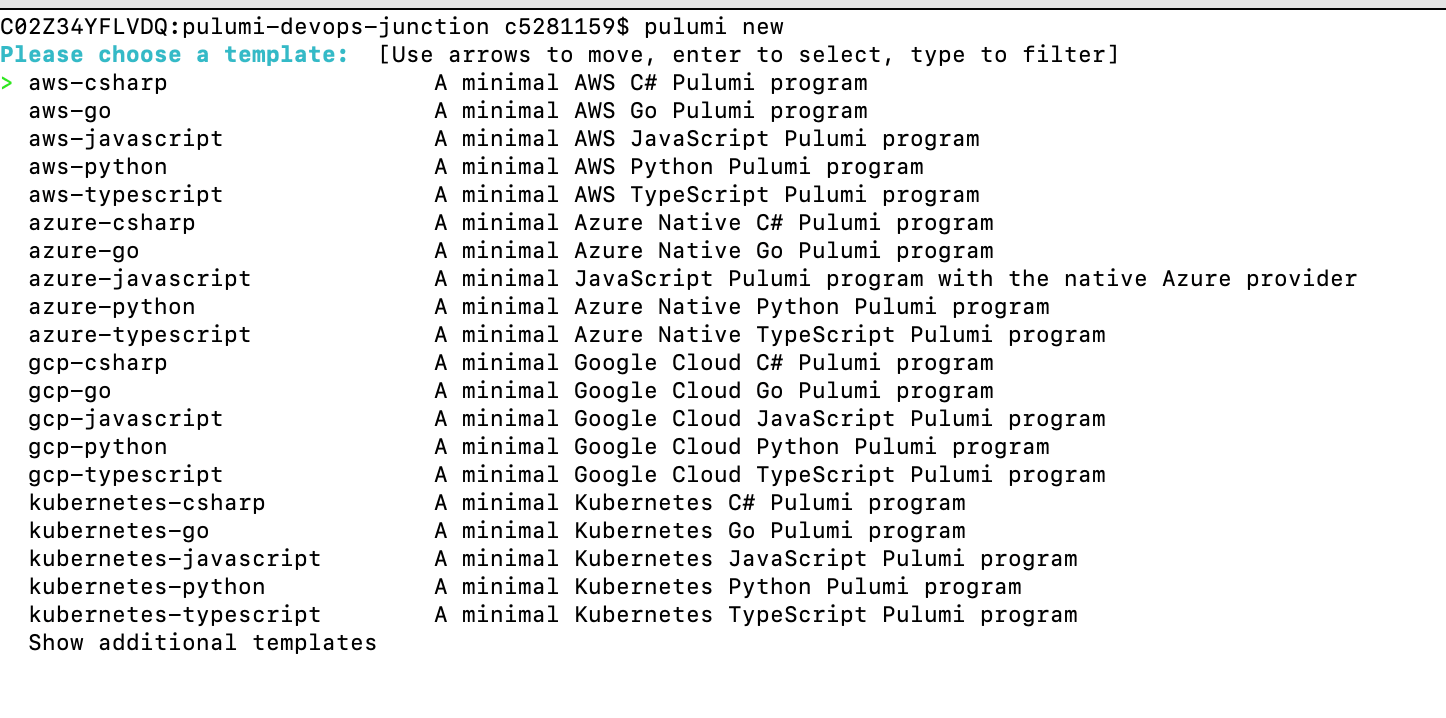 C02Z34YFLVDQ:pulumi-devops-junction c5281159$ pulumi new
Please choose a template:  [Use arrows to move, enter to select, type to filter]
> aws-csharp                   A minimal AWS C# Pulumi program
  aws-go                       A minimal AWS Go Pulumi program
  aws-javascript               A minimal AWS JavaScript Pulumi program
  aws-python                   A minimal AWS Python Pulumi program
  aws-typescript               A minimal AWS TypeScript Pulumi program
  azure-csharp                 A minimal Azure Native C# Pulumi program
  azure-go                     A minimal Azure Native Go Pulumi program
  azure-javascript             A minimal JavaScript Pulumi program with the native Azure provider
  azure-python                 A minimal Azure Native Python Pulumi program
  azure-typescript             A minimal Azure Native TypeScript Pulumi program
  gcp-csharp                   A minimal Google Cloud C# Pulumi program
  gcp-go                       A minimal Google Cloud Go Pulumi program
  gcp-javascript               A minimal Google Cloud JavaScript Pulumi program
  gcp-python                   A minimal Google Cloud Python Pulumi program
  gcp-typescript               A minimal Google Cloud TypeScript Pulumi program
  kubernetes-csharp            A minimal Kubernetes C# Pulumi program
  kubernetes-go                A minimal Kubernetes Go Pulumi program
  kubernetes-javascript        A minimal Kubernetes JavaScript Pulumi program
  kubernetes-python            A minimal Kubernetes Python Pulumi program
  kubernetes-typescript        A minimal Kubernetes TypeScript Pulumi program
  Show additional templates